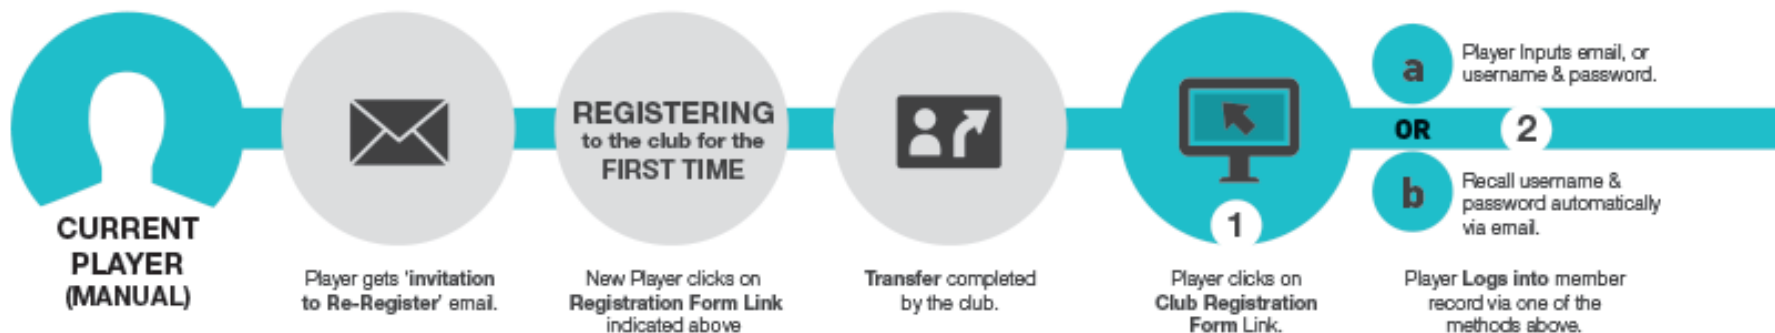 CURRENT
PLAYER
(MANUAL)
Player gets 'invitation
to Re-Register' email.
REGISTERING
to the club for the
FIRST TIME
New Player clicks on
Registration Form Link
indicated above
Transfer completed
by the club.
1
Player clicks on
Club Registration
Form Link.
a
Player Inputs email, or
username & password.
OR
2
b
Recall username &
password automatically
via email.
Player Logs into member
record via one of the
methods above.